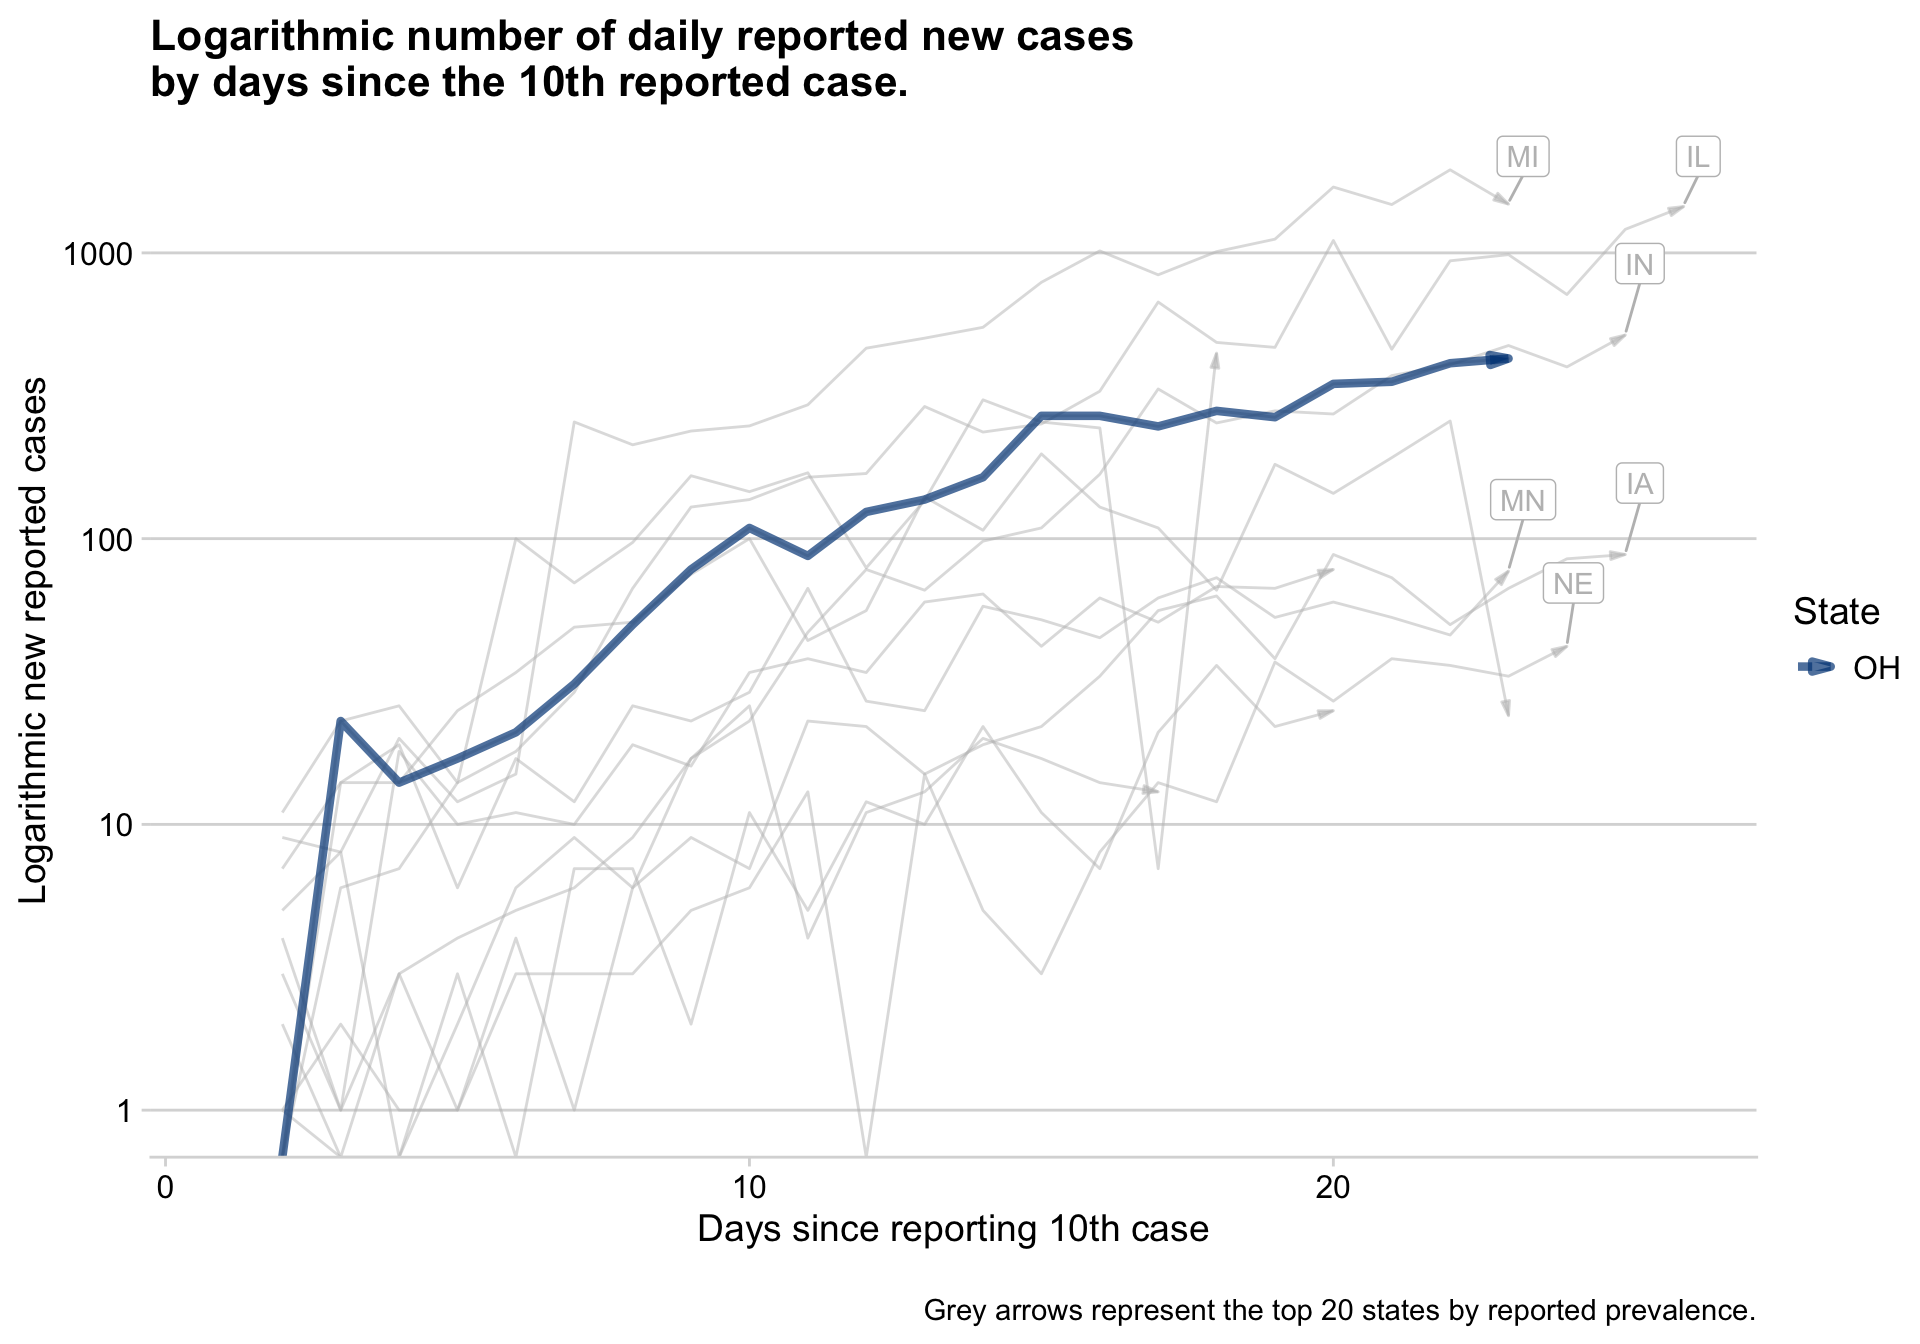 Logarithmic number of daily reported new cases
by days since the 10th reported case.
MI
IL
1000
IN
Logarithmic new reported cases
IA
MN
100
NE
State
OH
10
1
0
10
20
Days since reporting 10th case
Grey arrows represent the top 20 states by reported prevalence.